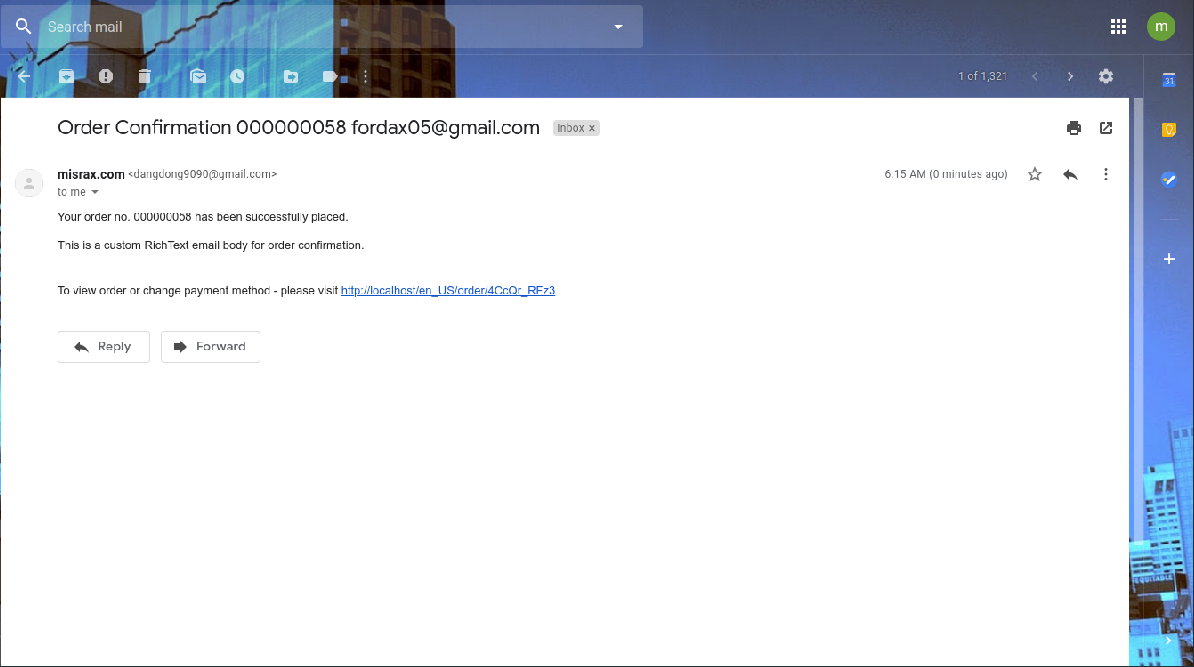 Search mail
m
1 of 1,321
31
Order Confirmation 000000058 fordax05@gmail.com
Inbox x
misrax.com <dangdong9090@gmail.com>
6:15 AM (0 minutes ago)
to me
Your order no. 000000058 has been successfully placed.
This is a custom RichText email body for order confirmation.
To view order or change payment method - please visit http://localhost/en_US/order/4CcQr_RFz3
Reply
Forward
EQUITABLE